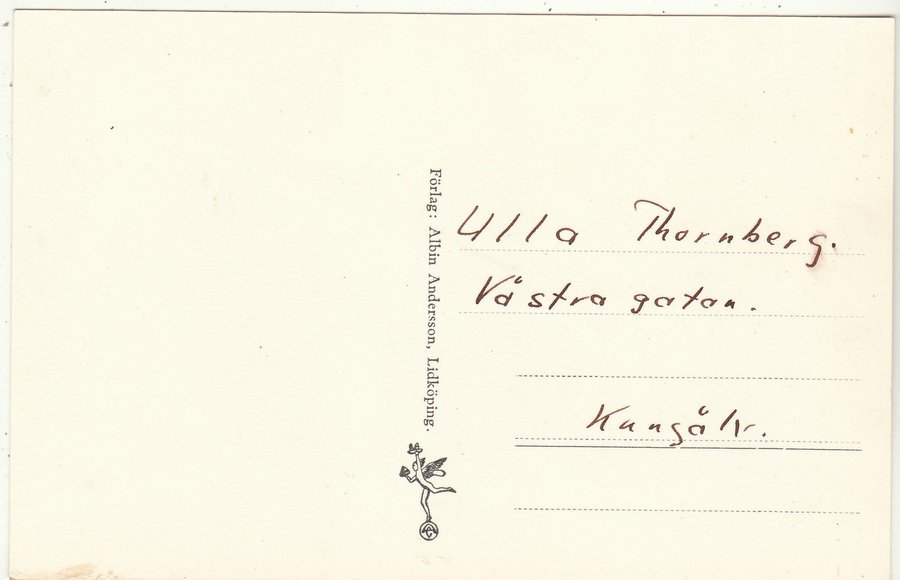 Förlag: Albin Andersson, Lidköping.
Ulla Thornberg.
Västra gatan.
Kungälv.